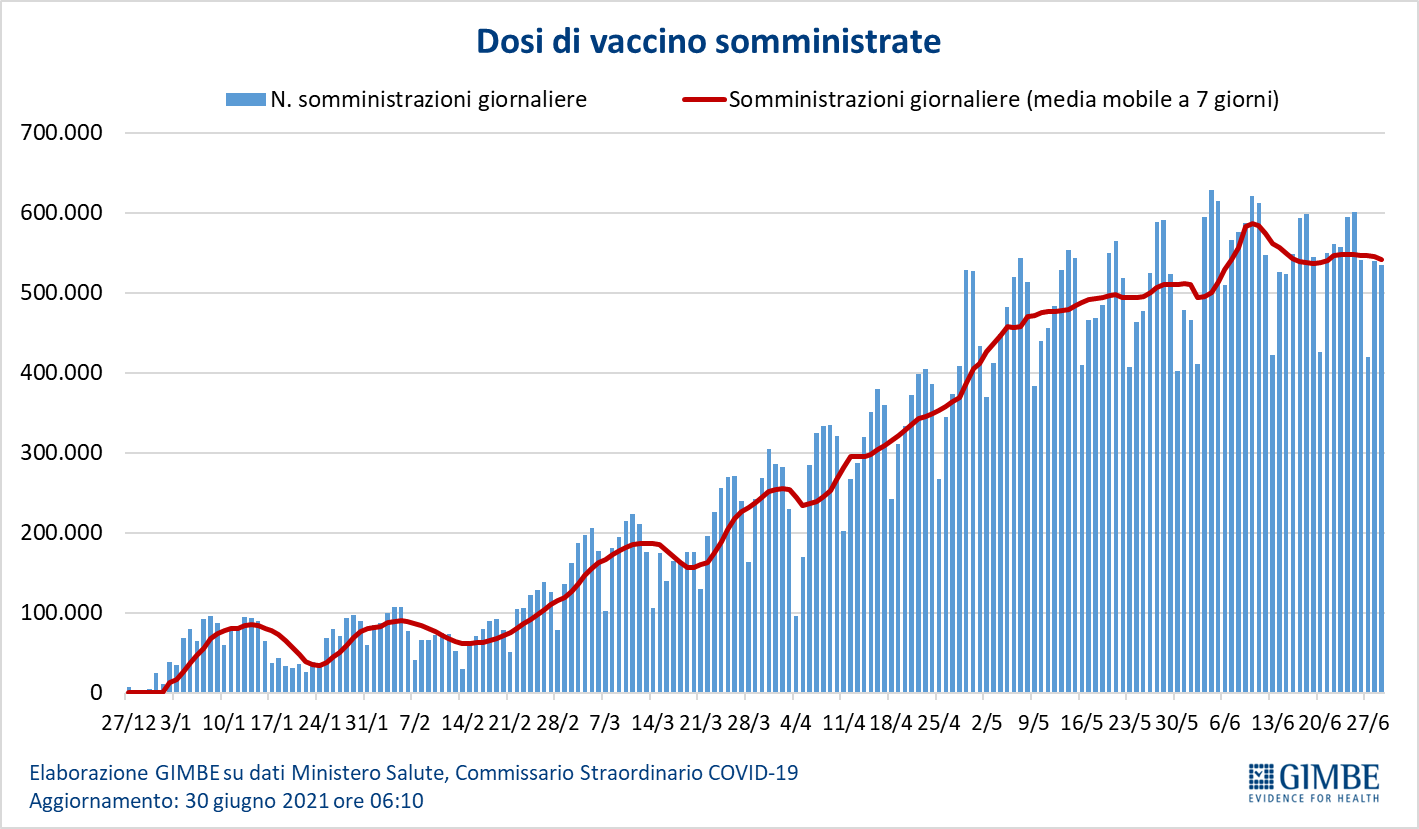 Dosi di vaccino somministrate
N. somministrazioni giornaliere
Somministrazioni giornaliere (media mobile a 7 giorni)
700.000
600.000
500.000
400.000
300.000
200.000
100.000
0
27/12 3/1 10/1 17/1 24/1 31/1 7/2 14/2 21/2 28/2 7/3 14/3 21/3 28/3 4/4 11/4 18/4 25/4 2/5 9/5 16/5 23/5 30/5 6/6 13/6 20/6 27/6
Elaborazione GIMBE su dati Ministero Salute, Commissario Straordinario COVID-19
Aggiornamento: 30 giugno 2021 ore 06:10
GIMBE
EVIDENCE FOR HEALTH